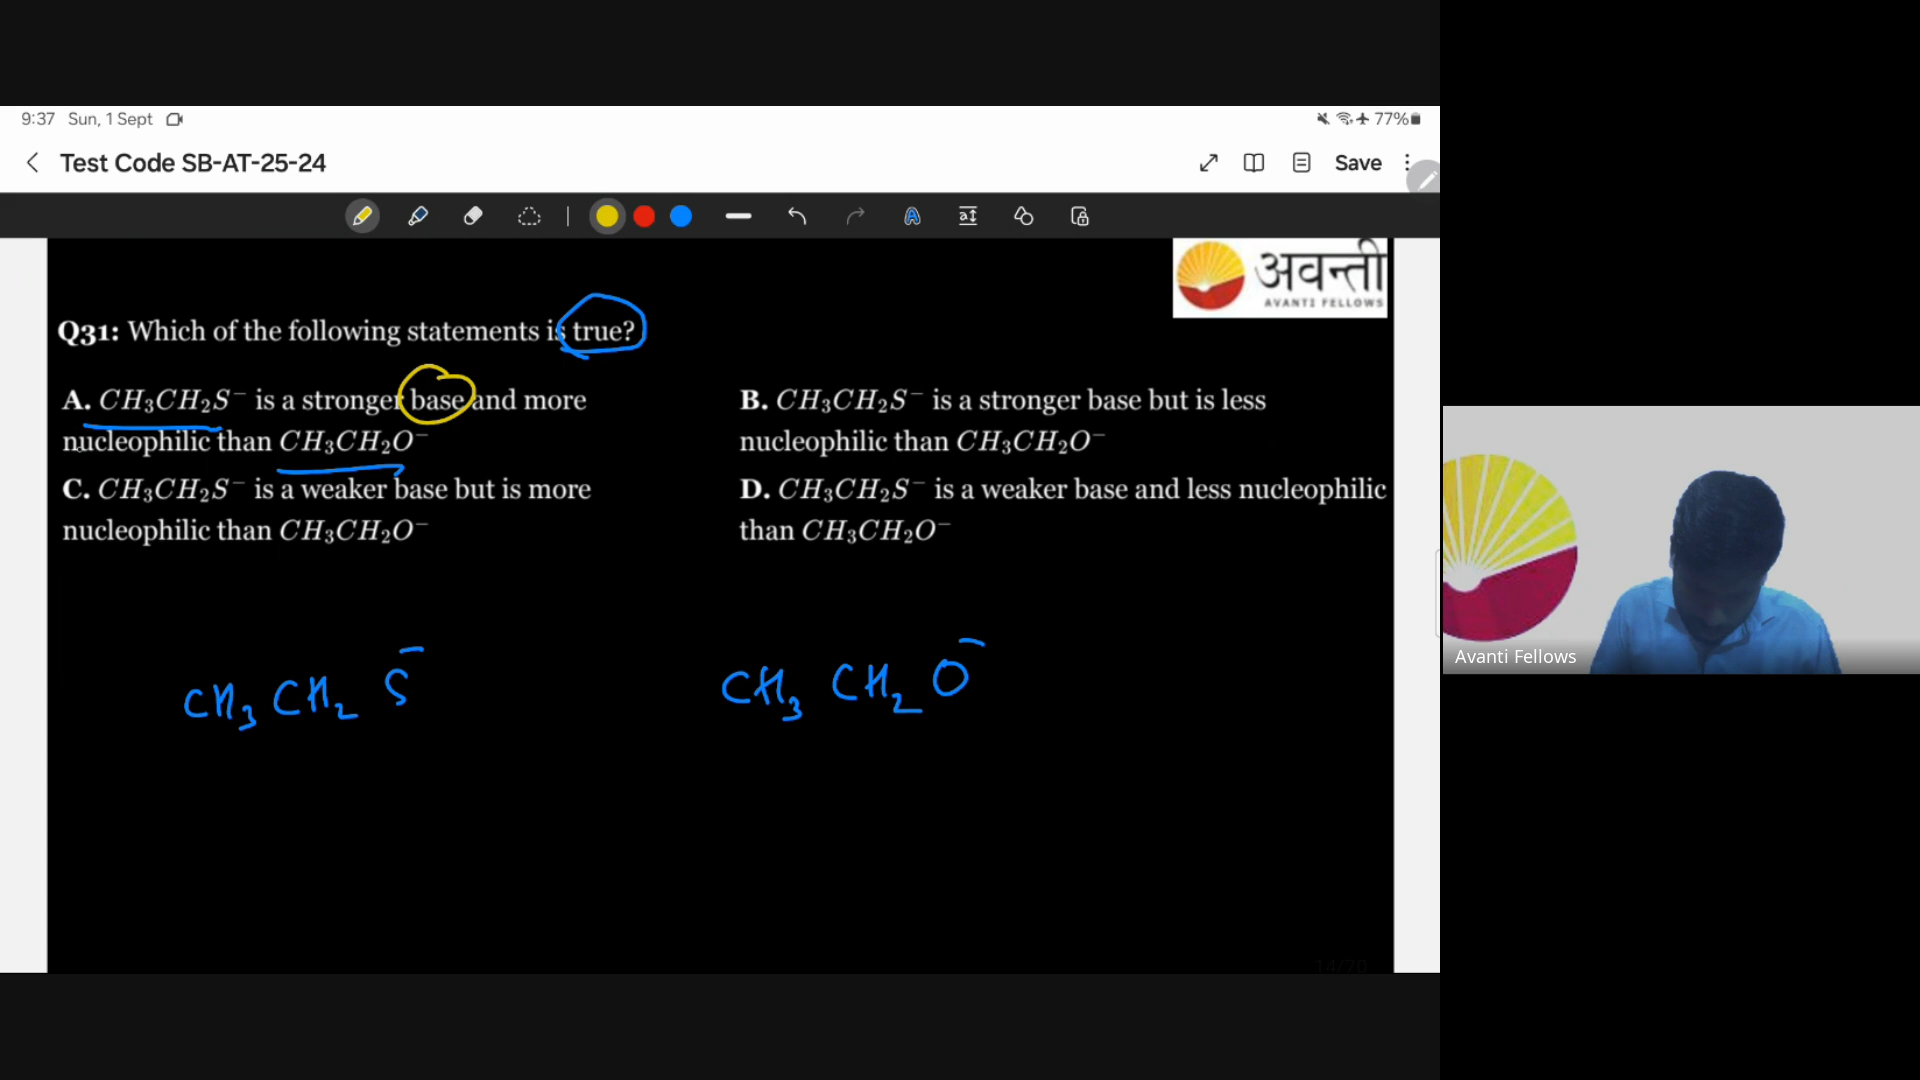 9:37 Sun, 1 Sept 77%
Test Code SB-AT-25-24
Save
अवन्ती
AVANTI FELLOWS
Q31: Which of the following statements is true?
A. CH₃CH₂S⁻ is a stronger base and more
nucleophilic than CH₃CH₂O⁻
B. CH₃CH₂S⁻ is a stronger base but is less
nucleophilic than CH₃CH₂O⁻
C. CH₃CH₂S⁻ is a weaker base but is more
nucleophilic than CH₃CH₂O⁻
D. CH₃CH₂S⁻ is a weaker base and less nucleophilic
than CH₃CH₂O⁻
CH₃ CH₂ S⁻
CH₃ CH₂ O⁻
14/70
Avanti Fellows